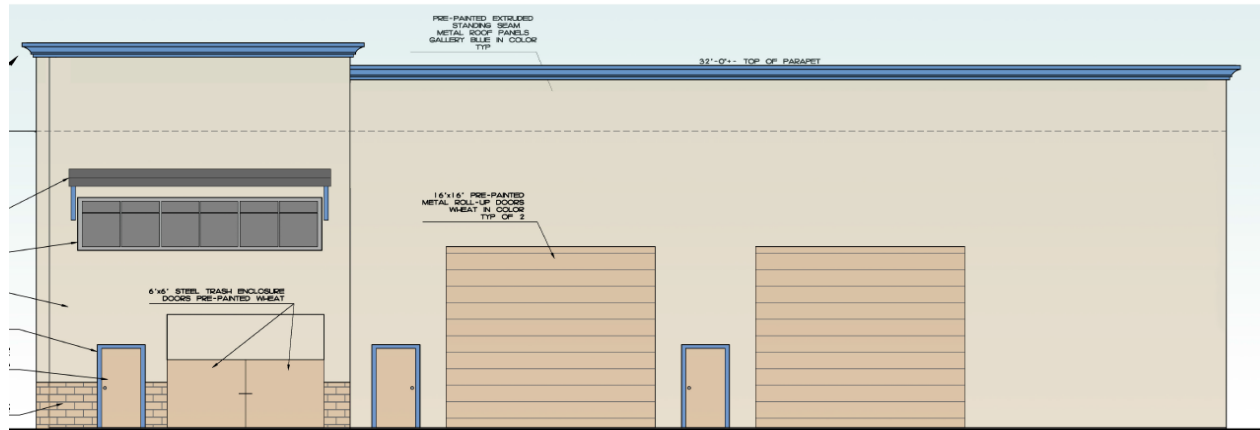 PRE-PAINTED EXTRUDED
STANDING SEAM
METAL ROOF PANELS
GALLERY BLUE IN COLOR
TYP
32'-0"+- TOP OF PARAPET
16'x16' PRE-PAINTED
METAL ROLL-UP DOORS
WHEAT IN COLOR
TYP OF 2
6'x6' STEEL TRASH ENCLOSURE
DOORS PRE-PAINTED WHEAT